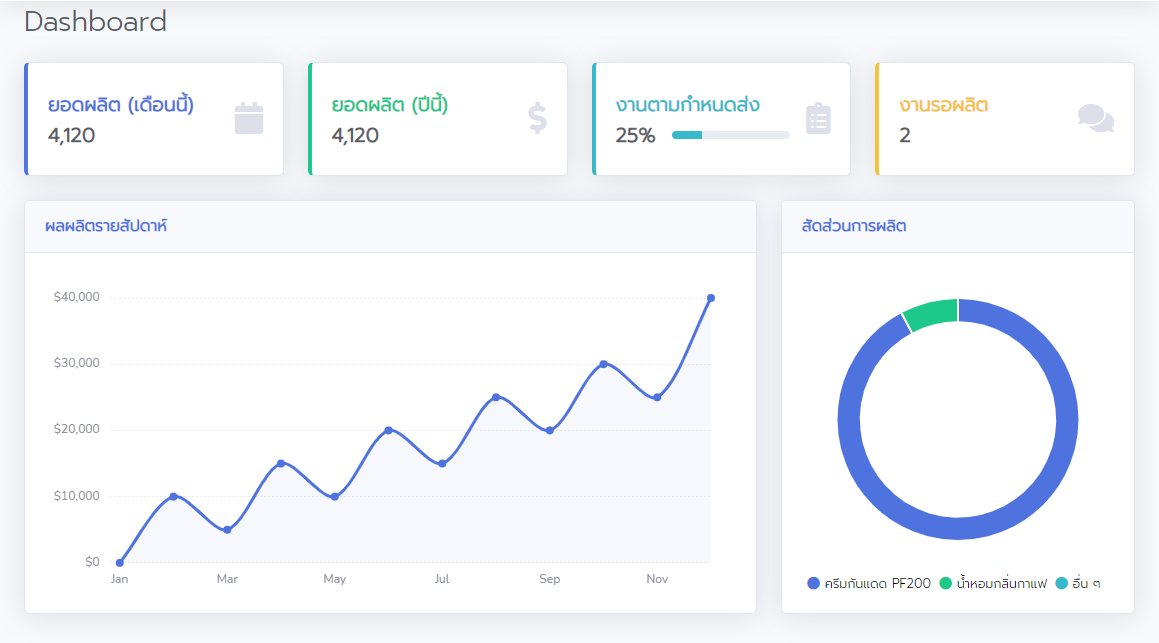 Dashboard
ยอดผลิต (เดือนนี้)
4,120
ยอดผลิต (ปีนี้)
4,120
งานตามกำหนดส่ง
25%
งานรอผลิต
2
ผลผลิตรายสัปดาห์
$40,000
$30,000
$20,000
$10,000
$0
Jan Mar May Jul Sep Nov
สัดส่วนการผลิต
ครีมกันแดด PF200 น้ำหอมกลิ่นกาแฟ อื่น ๆ